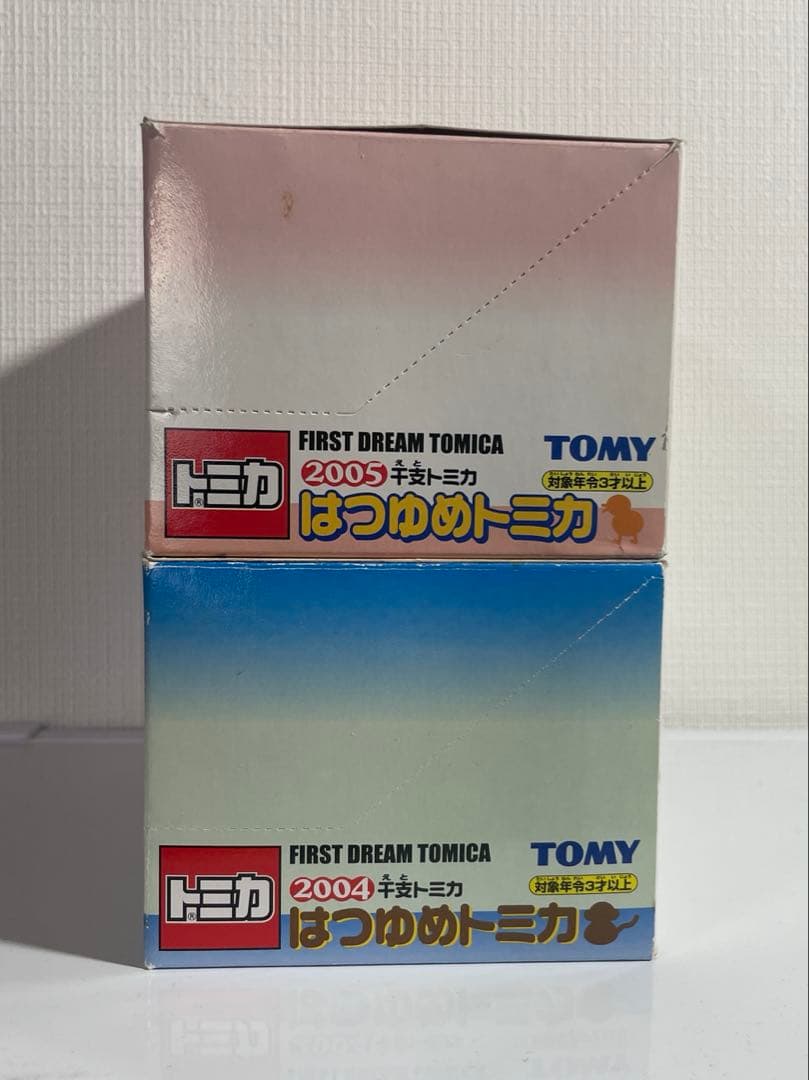 FIRST DREAM TOMICA
TOMY
トミカ®
2005 干支トミカ
えと
対象年令3才以上
はつゆめトミカ
FIRST DREAM TOMICA
TOMY
トミカ®
2004 干支トミカ
えと
対象年令3才以上
はつゆめトミカ